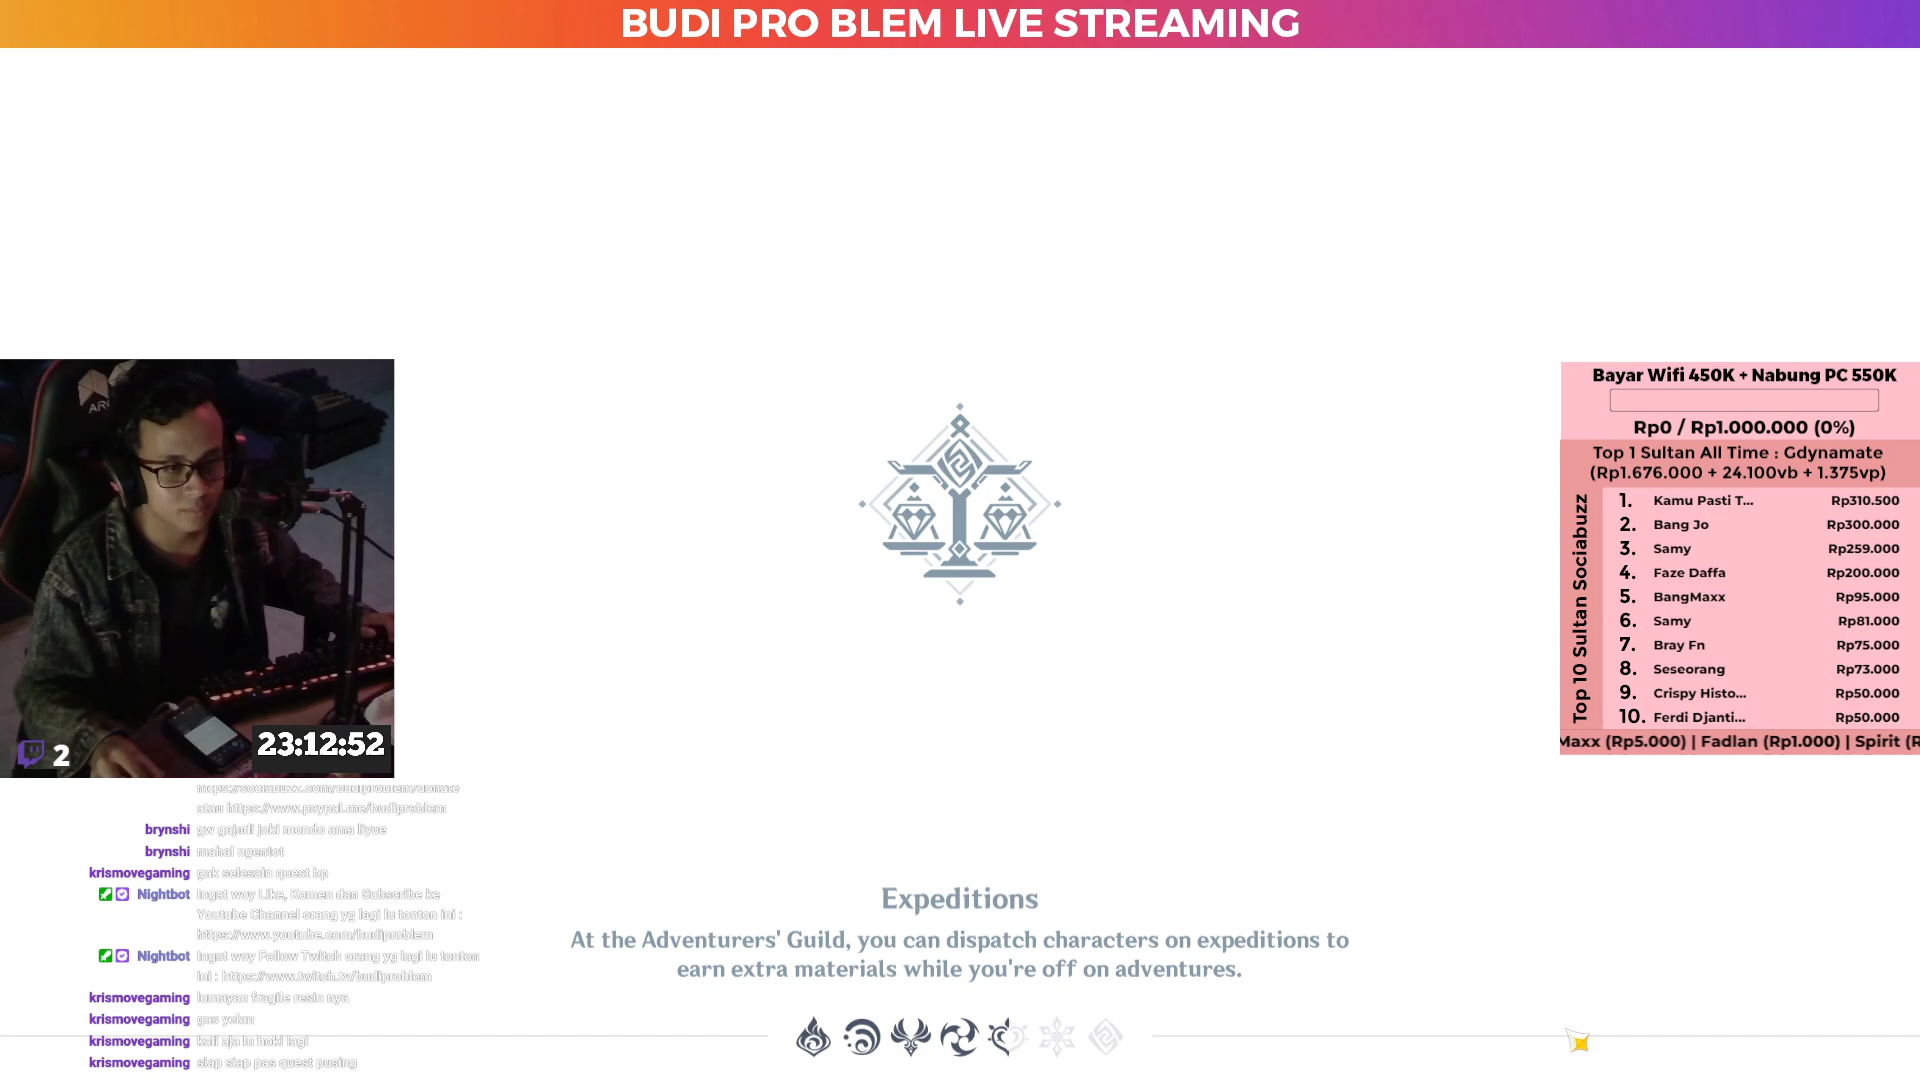 BUDI PRO BLEM LIVE STREAMING
AR
2
23:12:52
https://sociabuzz.com/budiproblem/donate
atau https://www.paypal.me/budiproblem
brynshi gw gajadi joki mondo ama liyue
brynshi mahal ngentot
krismovegaming gak selesain quest bp
Nightbot Ingat woy Like, Komen dan Subscribe ke
Youtube Channel orang yg lagi lu tonton ini :
https://www.youtube.com/budiproblem
Nightbot Ingat woy Follow Twitch orang yg lagi lu tonton
ini : https://www.twitch.tv/budiproblem
krismovegaming lumayan fragile resin nya
krismovegaming gas yelan
krismovegaming kali aja lu hoki lagi
krismovegaming siap siap pas quest pusing
Expeditions
At the Adventurers' Guild, you can dispatch characters on expeditions to
earn extra materials while you're off on adventures.
Bayar Wifi 450K + Nabung PC 550K
Rp0 / Rp1.000.000 (0%)
Top 1 Sultan All Time : Gdynamate
(Rp1.676.000 + 24.100vb + 1.375vp)
Top 10 Sultan Sociabuzz
1. Kamu Pasti T... Rp310.500
2. Bang Jo Rp300.000
3. Samy Rp259.000
4. Faze Daffa Rp200.000
5. BangMaxx Rp95.000
6. Samy Rp81.000
7. Bray Fn Rp75.000
8. Seseorang Rp73.000
9. Crispy Histo... Rp50.000
10. Ferdi Djanti... Rp50.000
Maxx (Rp5.000) | Fadlan (Rp1.000) | Spirit (R